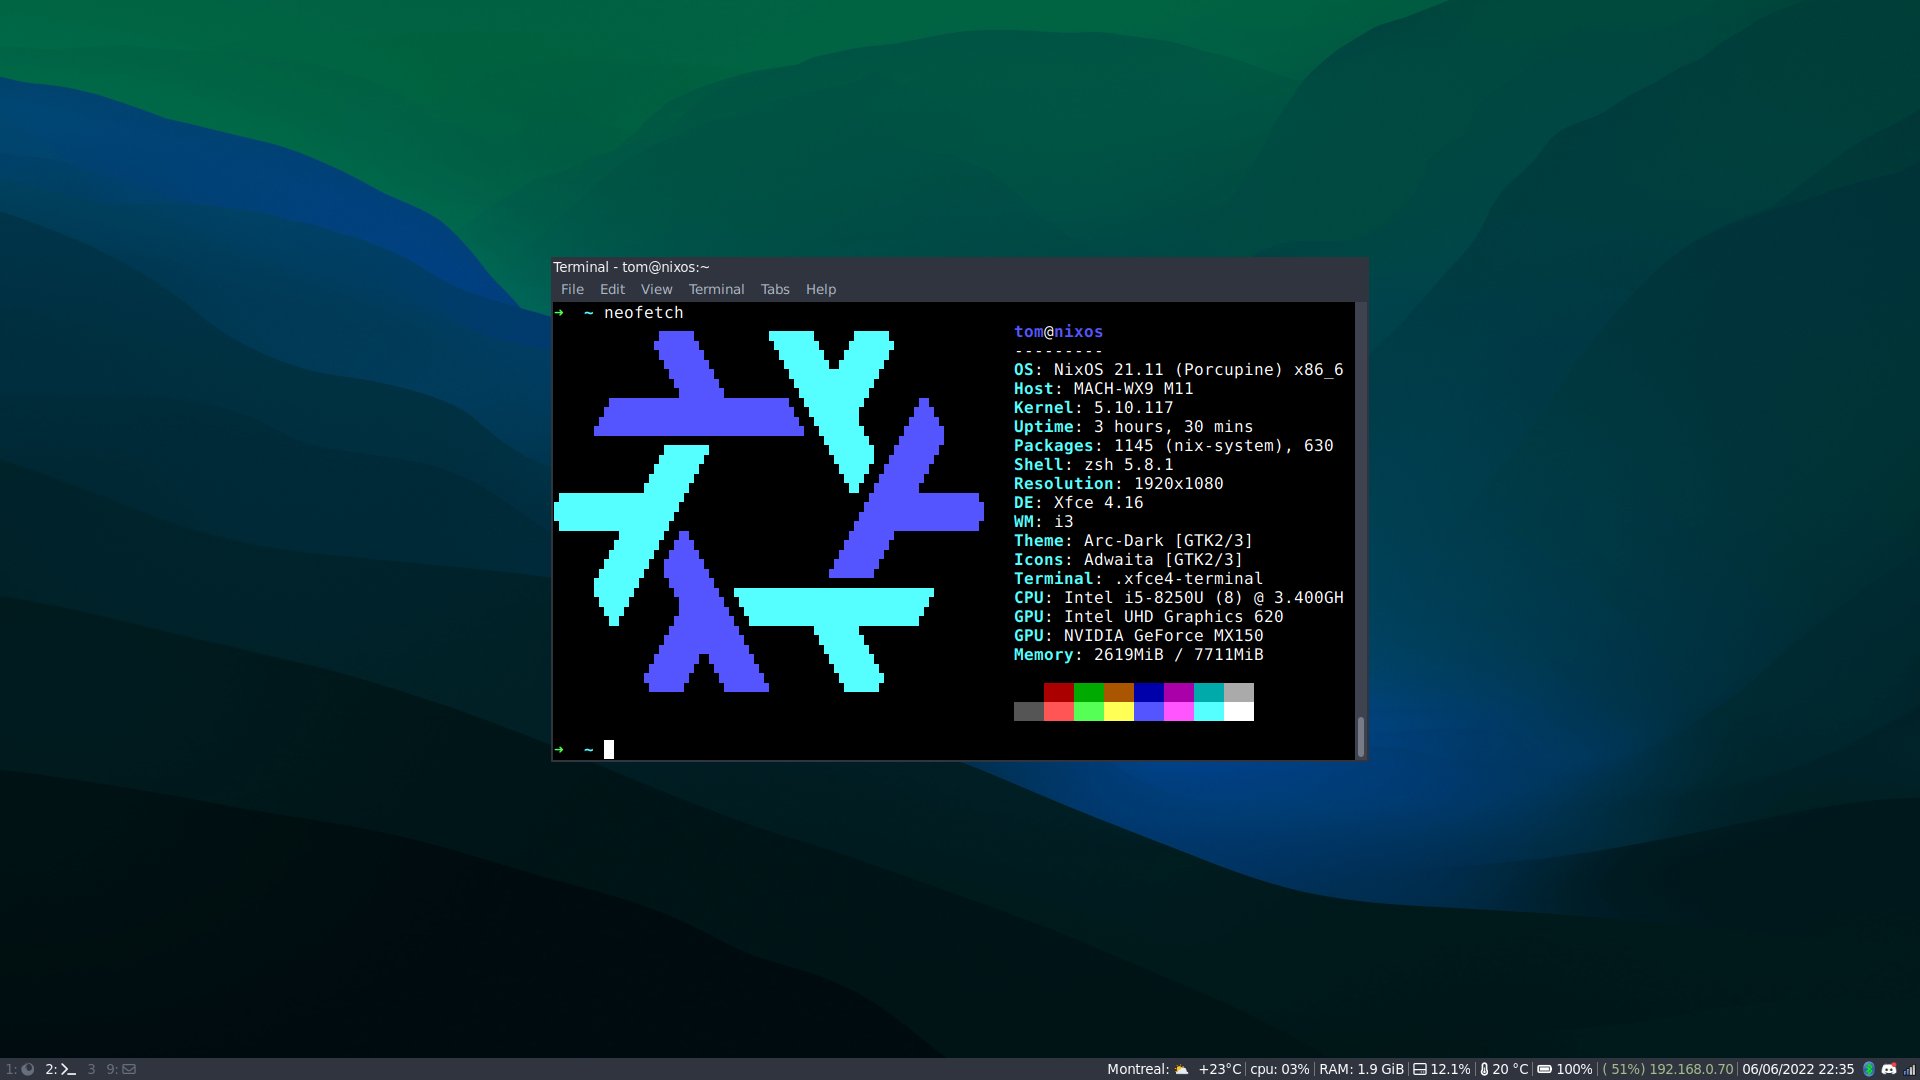 Terminal - tom@nixos:~
File Edit View Terminal Tabs Help
➜ ~ neofetch
tom@nixos
---------
OS: NixOS 21.11 (Porcupine) x86_6
Host: MACH-WX9 M11
Kernel: 5.10.117
Uptime: 3 hours, 30 mins
Packages: 1145 (nix-system), 630
Shell: zsh 5.8.1
Resolution: 1920x1080
DE: Xfce 4.16
WM: i3
Theme: Arc-Dark [GTK2/3]
Icons: Adwaita [GTK2/3]
Terminal: .xfce4-terminal
CPU: Intel i5-8250U (8) @ 3.400GH
GPU: Intel UHD Graphics 620
GPU: NVIDIA GeForce MX150
Memory: 2619MiB / 7711MiB
➜ ~
1: 2: 3 9: Montreal: +23°C cpu: 03% RAM: 1.9 GiB 12.1% 20 °C 100% ( 51%) 192.168.0.70 06/06/2022 22:35